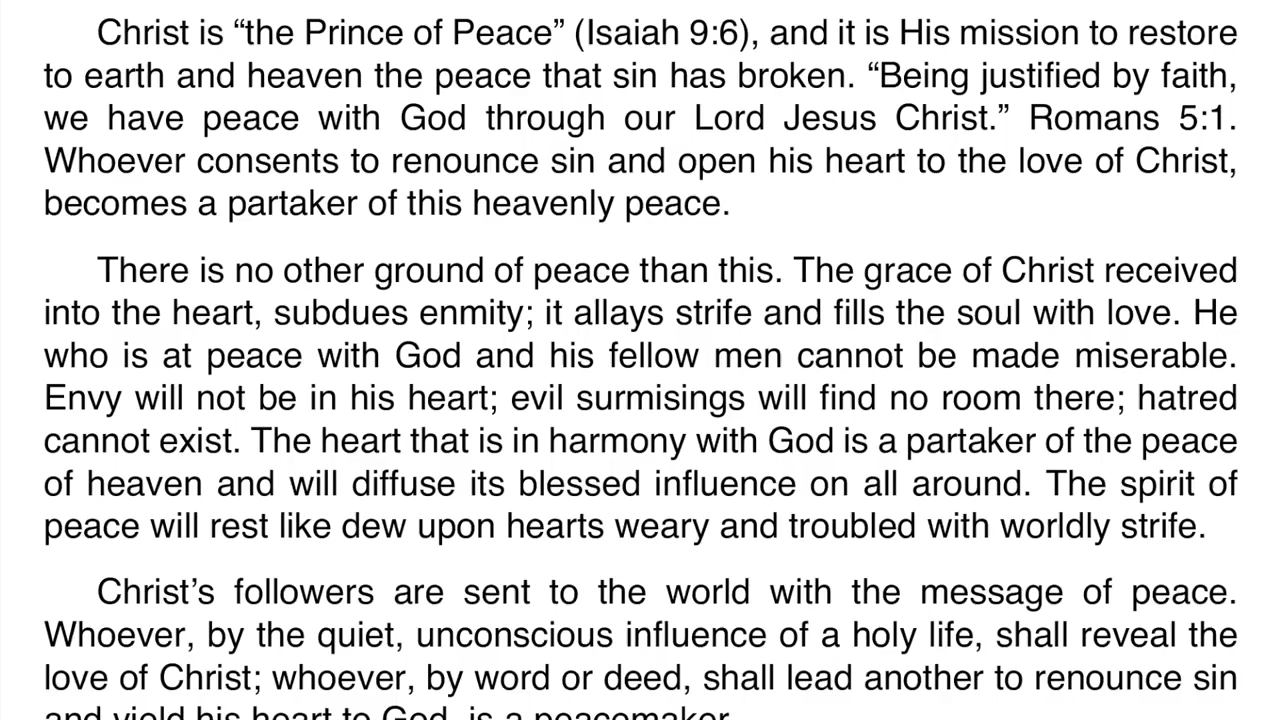 Christ is “the Prince of Peace” (Isaiah 9:6), and it is His mission to restore
to earth and heaven the peace that sin has broken. “Being justified by faith,
we have peace with God through our Lord Jesus Christ.” Romans 5:1.
Whoever consents to renounce sin and open his heart to the love of Christ,
becomes a partaker of this heavenly peace.
There is no other ground of peace than this. The grace of Christ received
into the heart, subdues enmity; it allays strife and fills the soul with love. He
who is at peace with God and his fellow men cannot be made miserable.
Envy will not be in his heart; evil surmisings will find no room there; hatred
cannot exist. The heart that is in harmony with God is a partaker of the peace
of heaven and will diffuse its blessed influence on all around. The spirit of
peace will rest like dew upon hearts weary and troubled with worldly strife.
Christ’s followers are sent to the world with the message of peace.
Whoever, by the quiet, unconscious influence of a holy life, shall reveal the
love of Christ; whoever, by word or deed, shall lead another to renounce sin
and yield his heart to God, is a peacemaker.